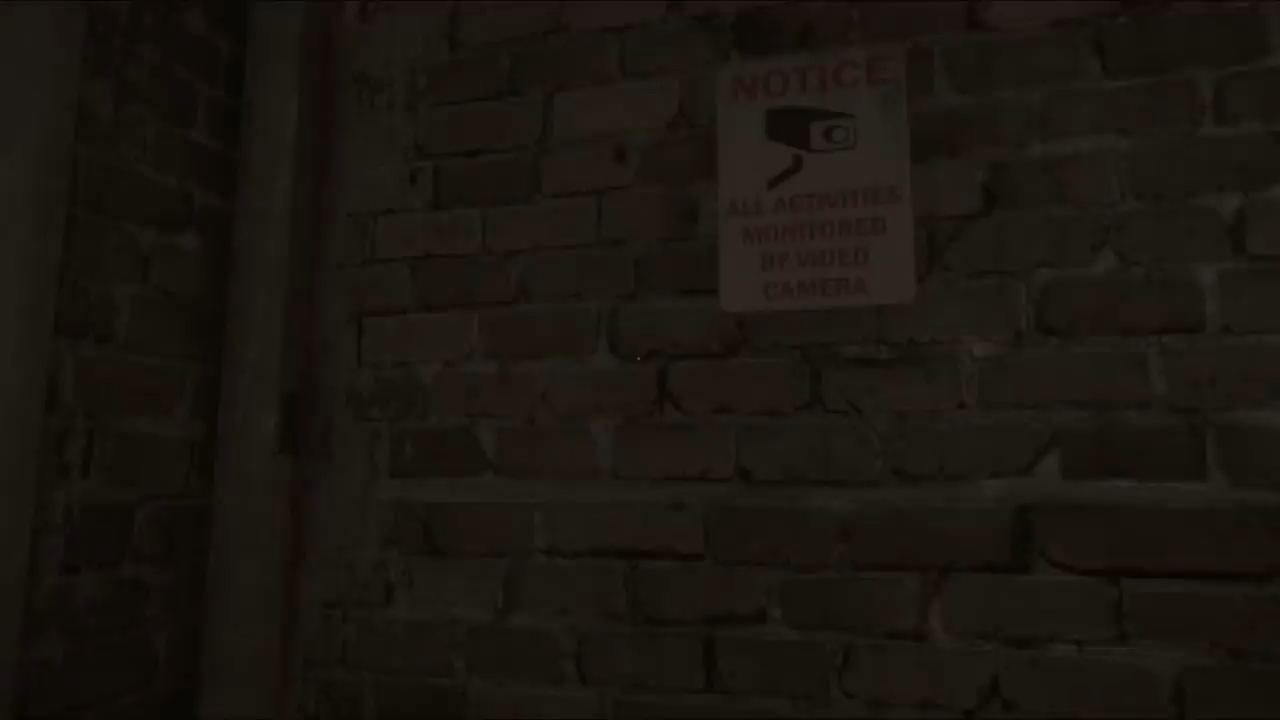 NOTICE
ALL ACTIVITIES
MONITORED
BY VIDEO
CAMERA